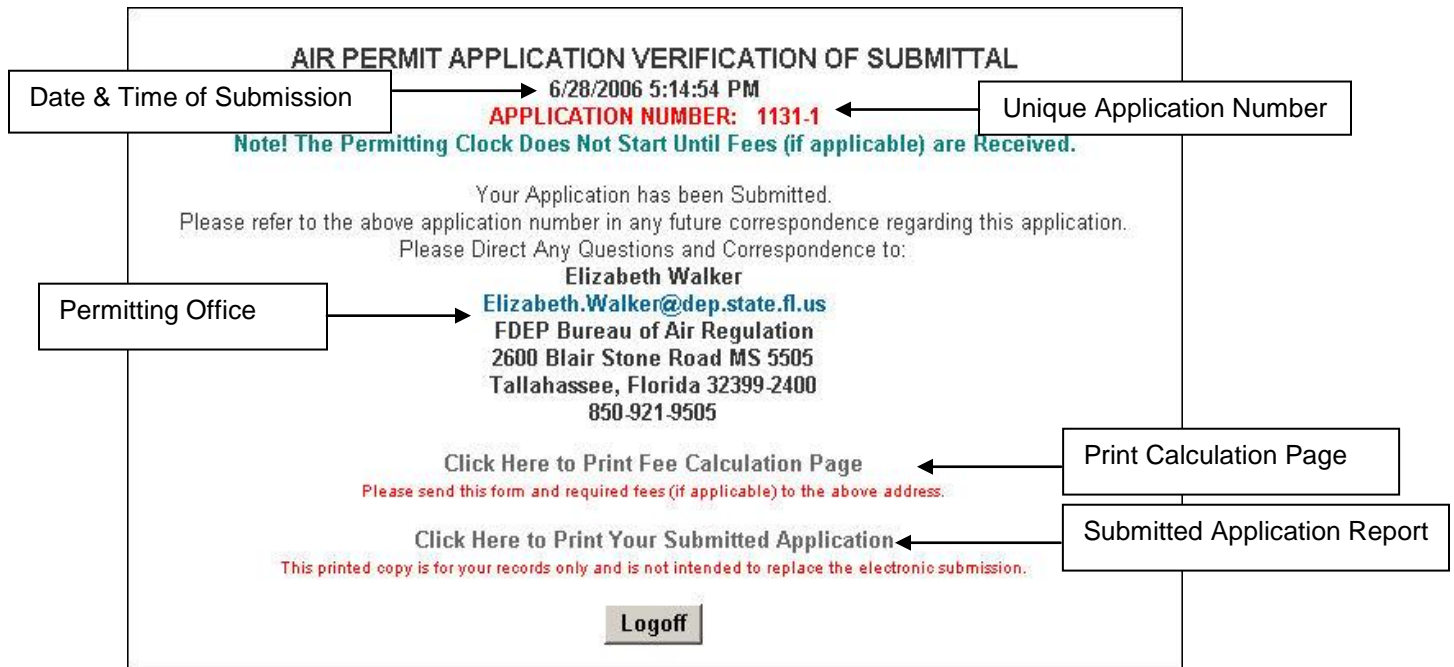 AIR PERMIT APPLICATION VERIFICATION OF SUBMITTAL
Date & Time of Submission
6/28/2006 5:14:54 PM
APPLICATION NUMBER: 1131-1
Unique Application Number
Note! The Permitting Clock Does Not Start Until Fees (if applicable) are Received.
Your Application has been Submitted.
Please refer to the above application number in any future correspondence regarding this application.
Please Direct Any Questions and Correspondence to:
Elizabeth Walker
Permitting Office
Elizabeth.Walker@dep.state.fl.us
FDEP Bureau of Air Regulation
2600 Blair Stone Road MS 5505
Tallahassee, Florida 32399-2400
850-921-9505
Click Here to Print Fee Calculation Page
Print Calculation Page
Please send this form and required fees (if applicable) to the above address.
Click Here to Print Your Submitted Application
Submitted Application Report
This printed copy is for your records only and is not intended to replace the electronic submission.
Logoff